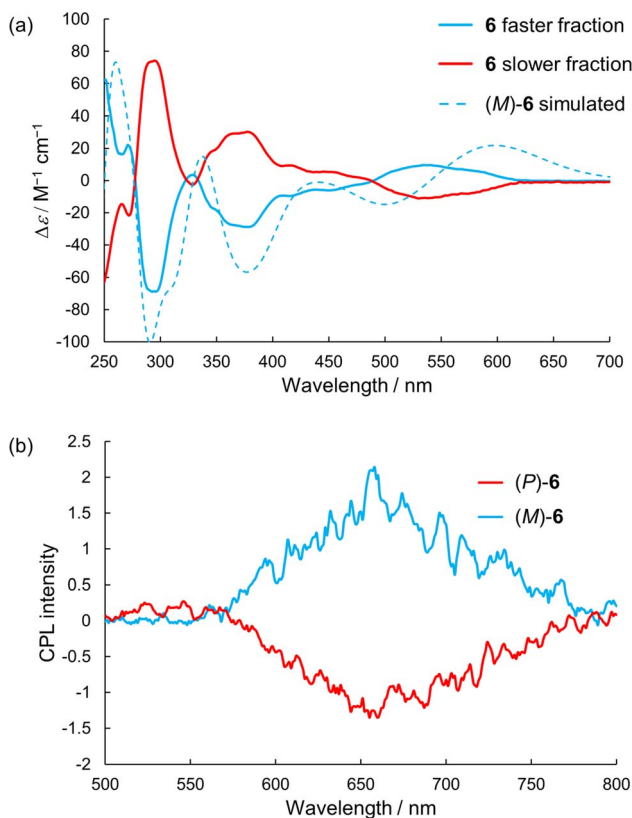 (a)
6 faster fraction
6 slower fraction
(M)-6 simulated
Δε / M⁻¹ cm⁻¹
100
80
60
40
20
0
-20
-40
-60
-80
-100
250 300 350 400 450 500 550 600 650 700
Wavelength / nm
(b)
(P)-6
(M)-6
CPL intensity
2.5
2
1.5
1
0.5
0
-0.5
-1
-1.5
-2
500 550 600 650 700 750 800
Wavelength / nm